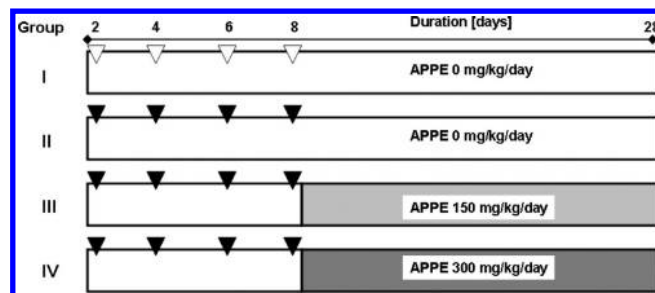 Group 2 4 6 8 Duration [days] 28
I APPE 0 mg/kg/day
II APPE 0 mg/kg/day
III APPE 150 mg/kg/day
IV APPE 300 mg/kg/day